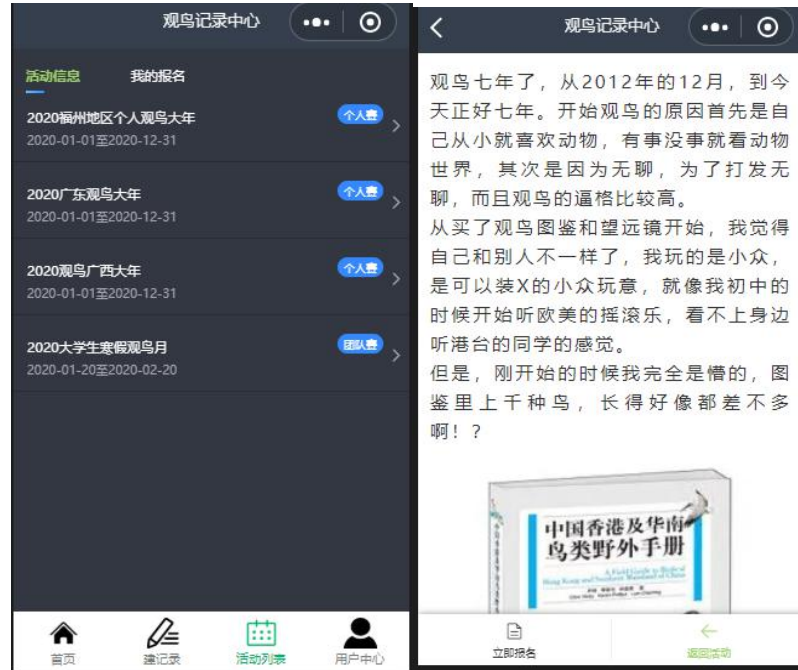 观鸟记录中心
活动信息
我的报名
2020福州地区个人观鸟大年
个人赛
2020-01-01至2020-12-31
2020广东观鸟大年
个人赛
2020-01-01至2020-12-31
2020观鸟广西大年
个人赛
2020-01-01至2020-12-31
2020大学生寒假观鸟月
团队赛
2020-01-20至2020-02-20
首页
建记录
活动列表
用户中心
观鸟记录中心
观鸟七年了，从2012年的12月，到今
天正好七年。开始观鸟的原因首先是自
己从小就喜欢动物，有事没事就看动物
世界，其次是因为无聊，为了打发无
聊，而且观鸟的逼格比较高。
从买了观鸟图鉴和望远镜开始，我觉得
自己和别人不一样了，我玩的是小众，
是可以装X的小众玩意，就像我初中的
时候开始听欧美的摇滚乐，看不上身边
听港台的同学的感觉。
但是，刚开始的时候我完全是懵的，图
鉴里上千种鸟，长得好像都差不多
啊！？
中国香港及华南
鸟类野外手册
A Field Guide to Birds of
Hong Kong and Southern Mainland of China
立即报名
返回活动